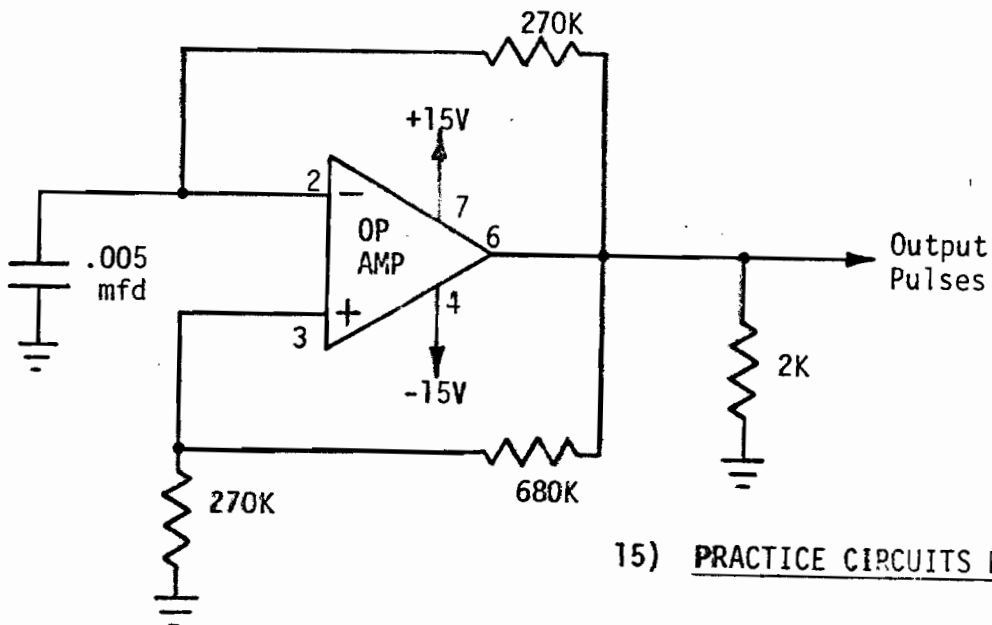 270K
+15V
2
−
7
OP
AMP
6
Output
Pulses
.005
mfd
3
+
4
-15V
2K
680K
270K
15) PRACTICE CIRCUITS